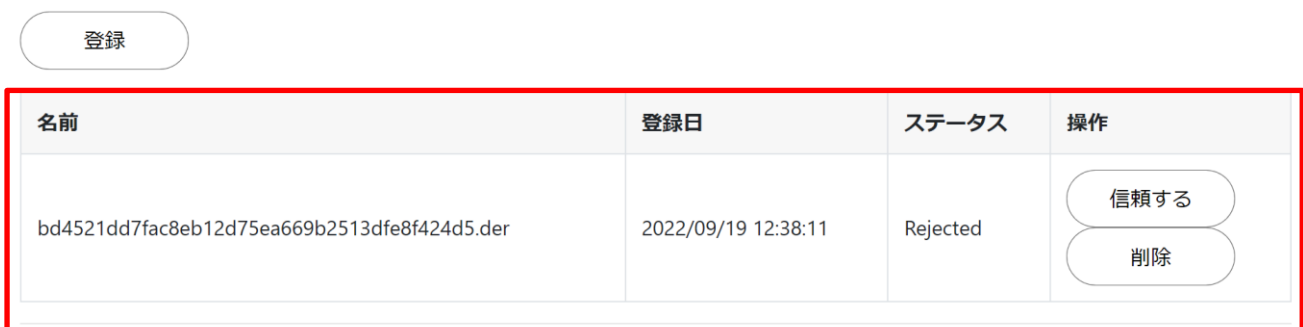 登録
名前 登録日 ステータス 操作
bd4521dd7fac8eb12d75ea669b2513dfe8f424d5.der 2022/09/19 12:38:11 Rejected 信頼する
削除